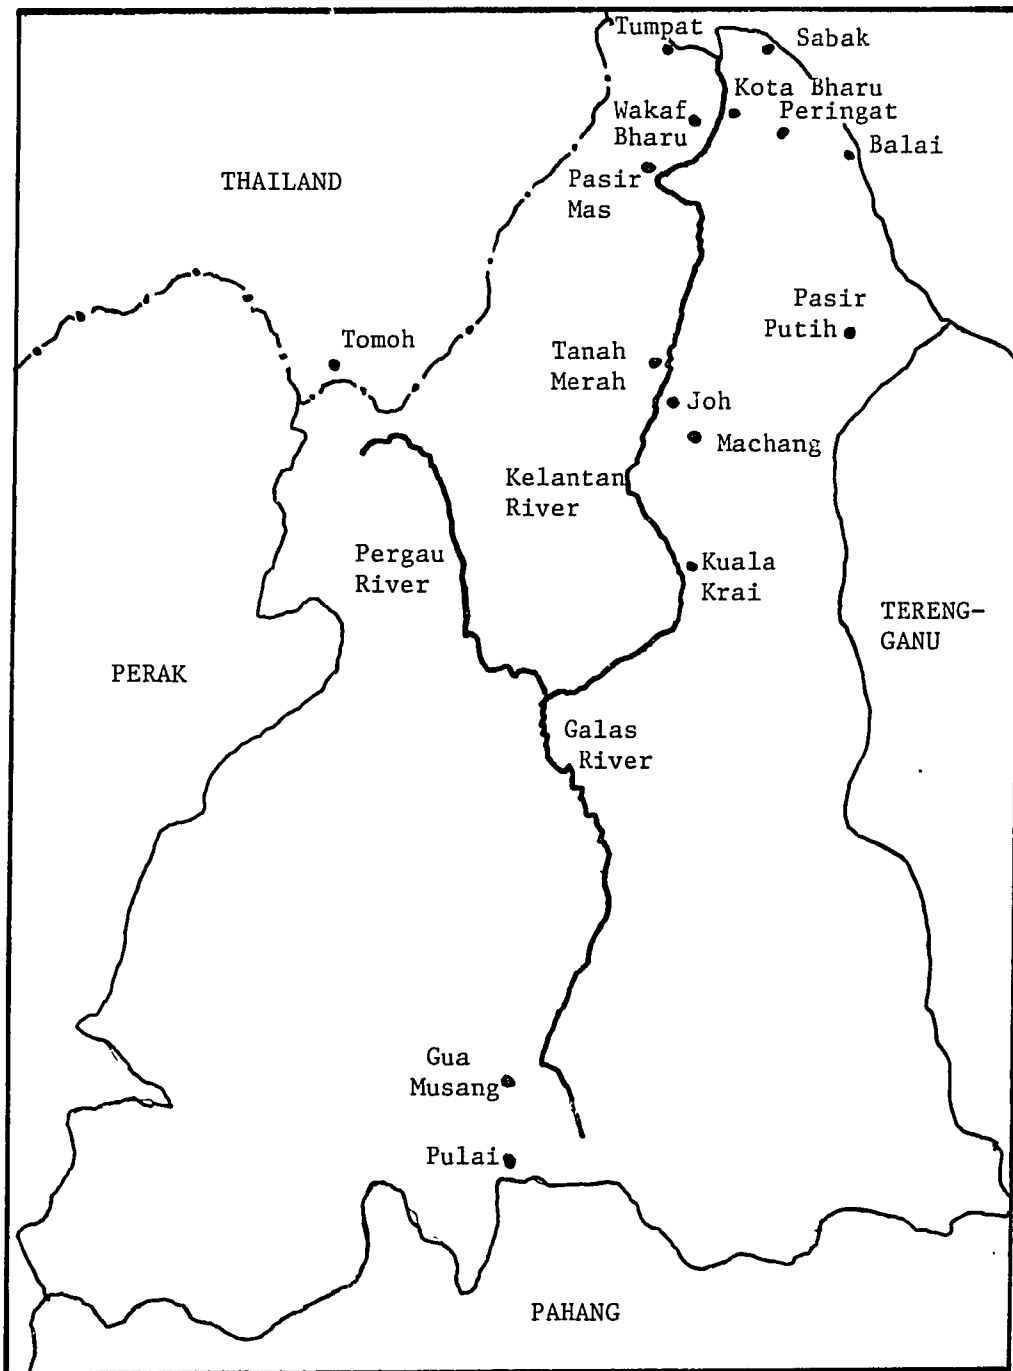 Tumpat
Sabak
Kota Bharu
Wakaf
Bharu
Peringat
Balai
THAILAND
Pasir
Mas
Pasir
Putih
Tomoh
Tanah
Merah
Joh
Machang
Kelantan
River
Pergau
River
Kuala
Krai
TERENG-
GANU
PERAK
Galas
River
Gua
Musang
Pulai
PAHANG